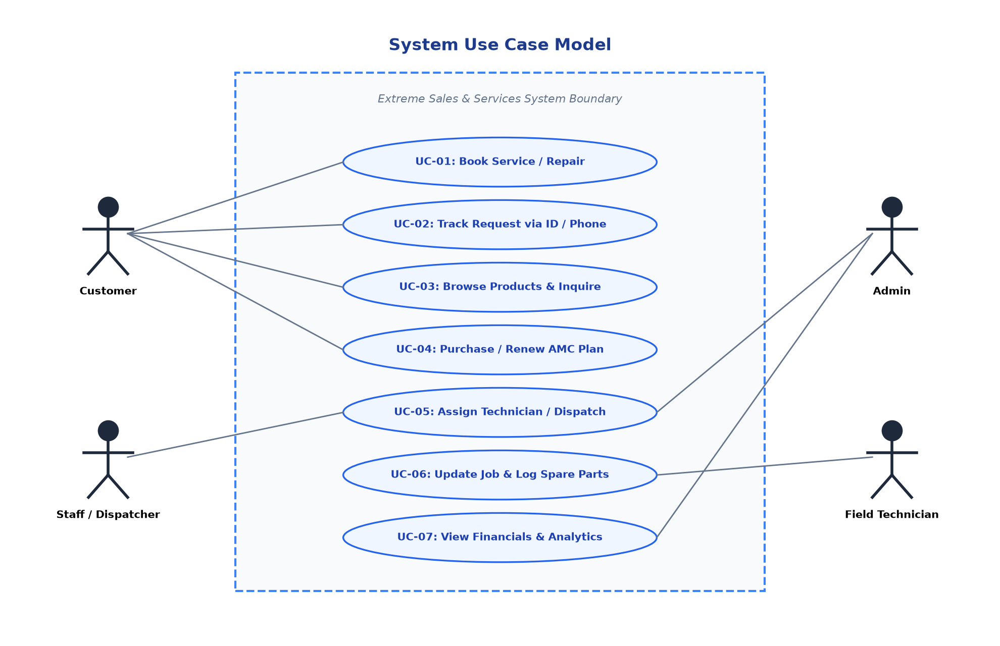 System Use Case Model
Extreme Sales & Services System Boundary
UC-01: Book Service / Repair
UC-02: Track Request via ID / Phone
UC-03: Browse Products & Inquire
Customer
Admin
UC-04: Purchase / Renew AMC Plan
UC-05: Assign Technician / Dispatch
UC-06: Update Job & Log Spare Parts
Staff / Dispatcher
Field Technician
UC-07: View Financials & Analytics